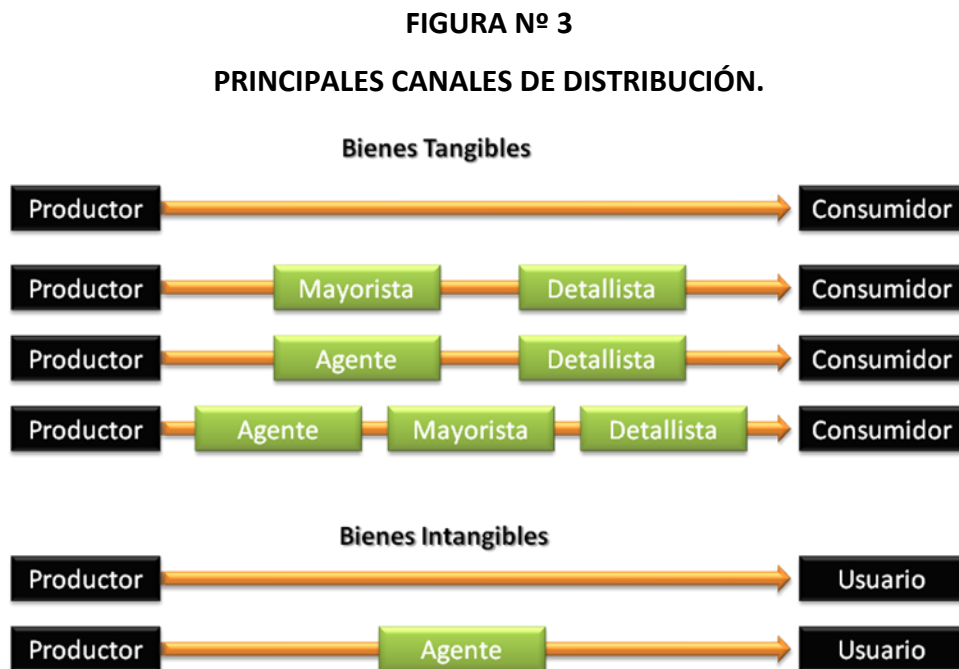 FIGURA Nº 3
PRINCIPALES CANALES DE DISTRIBUCIÓN.
Bienes Tangibles
Productor Consumidor
Productor Mayorista Detallista Consumidor
Productor Agente Detallista Consumidor
Productor Agente Mayorista Detallista Consumidor
Bienes Intangibles
Productor Usuario
Productor Agente Usuario